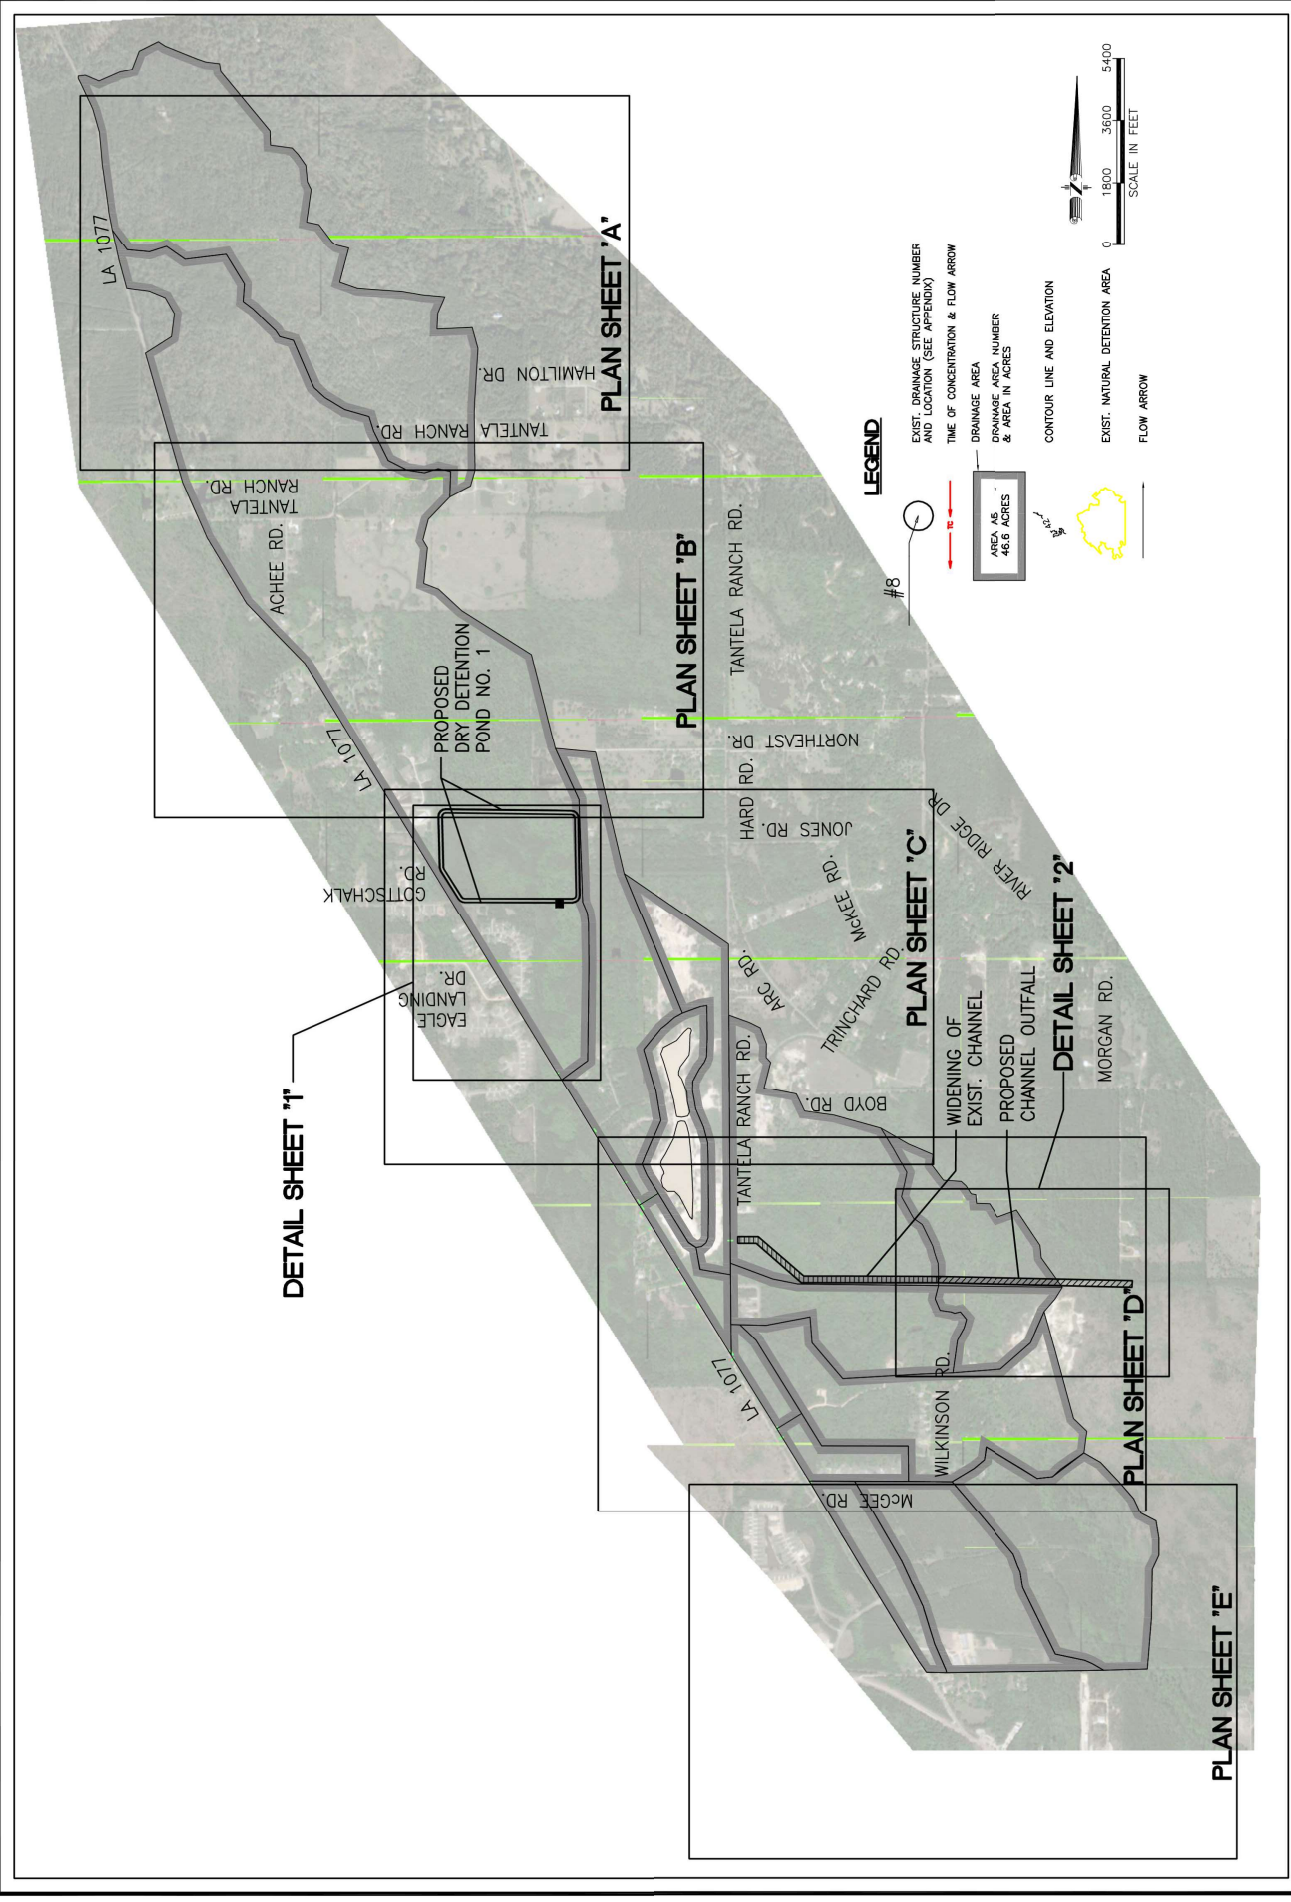 LA 1077
PLAN SHEET 'A'
HAMILTON DR.
TANTELA RANCH RD.
TANTELA
RANCH RD.
ACHEE RD.
PLAN SHEET "B"
TANTELA RANCH RD.
PROPOSED
DRY DETENTION
POND NO. 1
LA 1077
NORTHEAST DR.
HARD RD.
JONES RD.
RIVER RIDGE DR
McKEE RD.
GOTTSCHALK
RD.
EAGLE
LANDING
DR.
ARC RD.
TRINCHARD RD.
PLAN SHEET "C"
DETAIL SHEET "1"
DETAIL SHEET "2"
WIDENING OF
EXIST. CHANNEL
PROPOSED
CHANNEL OUTFALL
MORGAN RD.
BOYD RD.
TANTELA RANCH RD.
LA 1077
WILKINSON RD.
PLAN SHEET "D"
McGEE RD.
PLAN SHEET "E"
LEGEND
#8
EXIST. DRAINAGE STRUCTURE NUMBER
AND LOCATION (SEE APPENDIX)
TC
TIME OF CONCENTRATION & FLOW ARROW
DRAINAGE AREA
AREA A5
46.6 ACRES
DRAINAGE AREA NUMBER
& AREA IN ACRES
CONTOUR LINE AND ELEVATION
EXIST. NATURAL DETENTION AREA
FLOW ARROW
0 1800 3600 5400
SCALE IN FEET